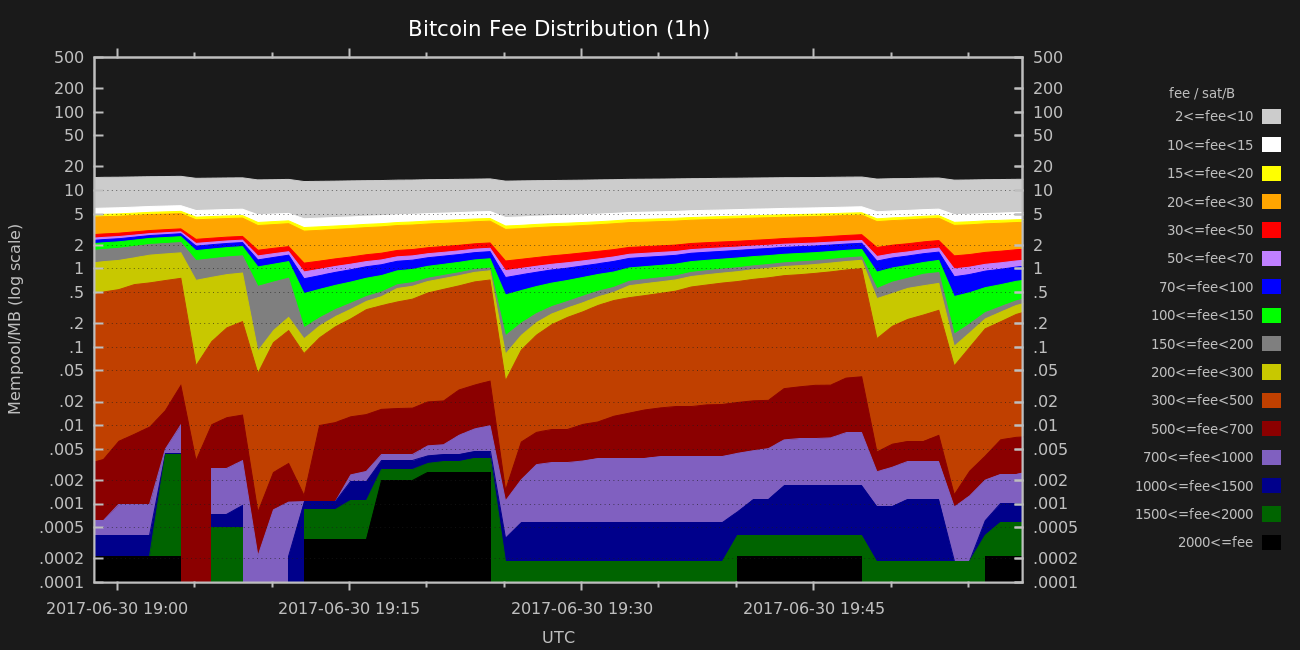 Bitcoin Fee Distribution (1h)
Mempool/MB (log scale)
500
200
100
50
20
10
5
2
1
.5
.2
.1
.05
.02
.01
.005
.002
.001
.0005
.0002
.0001
500
200
100
50
20
10
5
2
1
.5
.2
.1
.05
.02
.01
.005
.002
.001
.0005
.0002
.0001
2017-06-30 19:00
2017-06-30 19:15
2017-06-30 19:30
2017-06-30 19:45
UTC
fee / sat/B
2<=fee<10
10<=fee<15
15<=fee<20
20<=fee<30
30<=fee<50
50<=fee<70
70<=fee<100
100<=fee<150
150<=fee<200
200<=fee<300
300<=fee<500
500<=fee<700
700<=fee<1000
1000<=fee<1500
1500<=fee<2000
2000<=fee